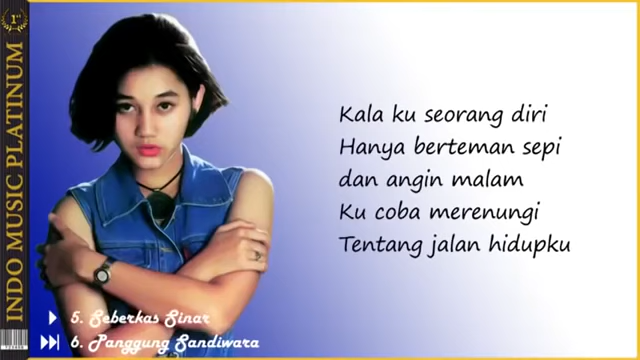 1st
INDO MUSIC PLATINUM
Kala ku seorang diri
Hanya berteman sepi
dan angin malam
Ku coba merenungi
Tentang jalan hidupku
5. Seberkas Sinar
6. Panggung Sandiwara